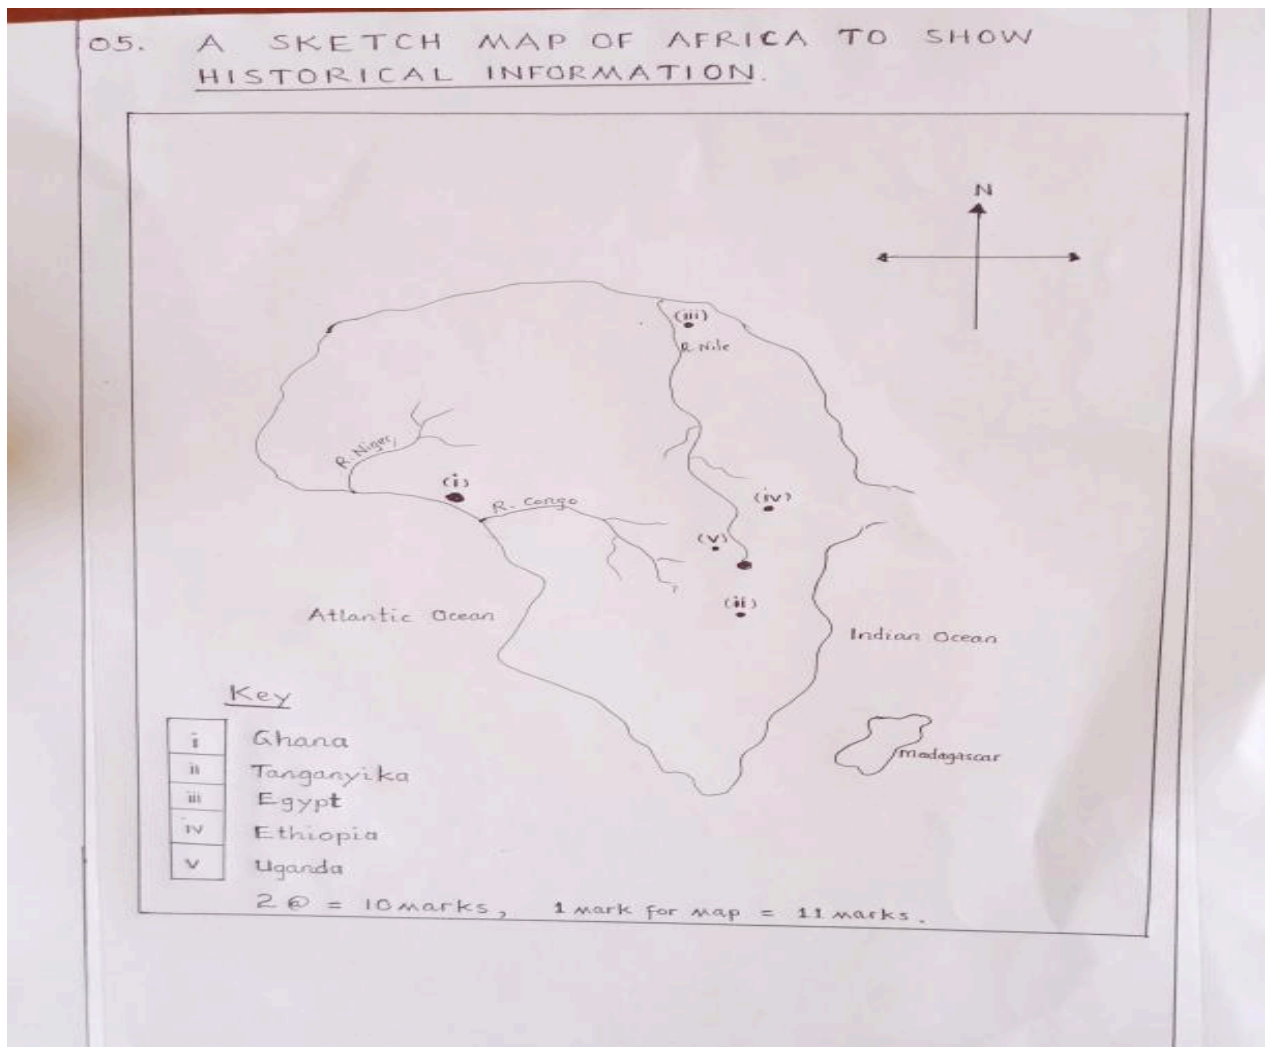 05. A SKETCH MAP OF AFRICA TO SHOW
HISTORICAL INFORMATION.
N
(iii)
R. Nile
R. Niger,
(i)
R. Congo
(iv)
(v)
(ii)
Atlantic Ocean
Indian Ocean
Madagascar
Key
i Ghana
ii Tanganyika
iii Egypt
iv Ethiopia
v Uganda
2 @ = 10 marks, 1 mark for map = 11 marks.